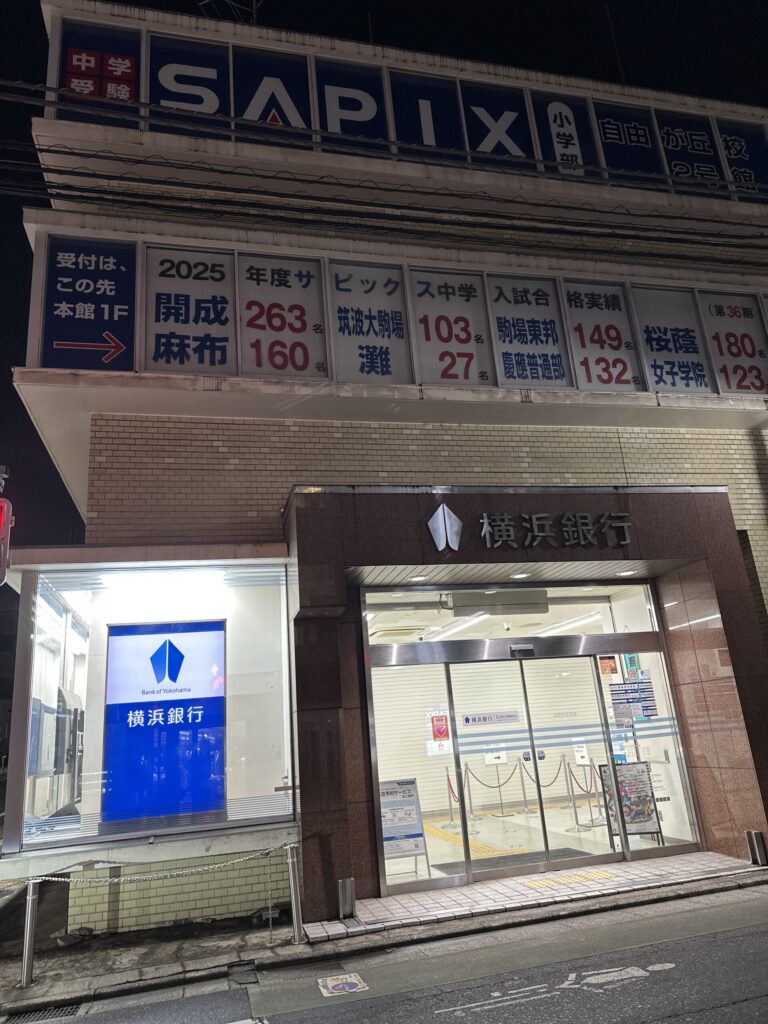 中学
受験
SAPIX
小学部
自由が丘校
2号館
受付は、
この先
本館1F
2025年度サピックス中学入試合格実績(第36期
開成 263名 筑波大駒場 103名 駒場東邦 149名 桜蔭 180名
麻布 160名 灘 27名 慶應普通部 132名 女子学院 123
横浜銀行
Bank of Yokohama
横浜銀行
横浜銀行